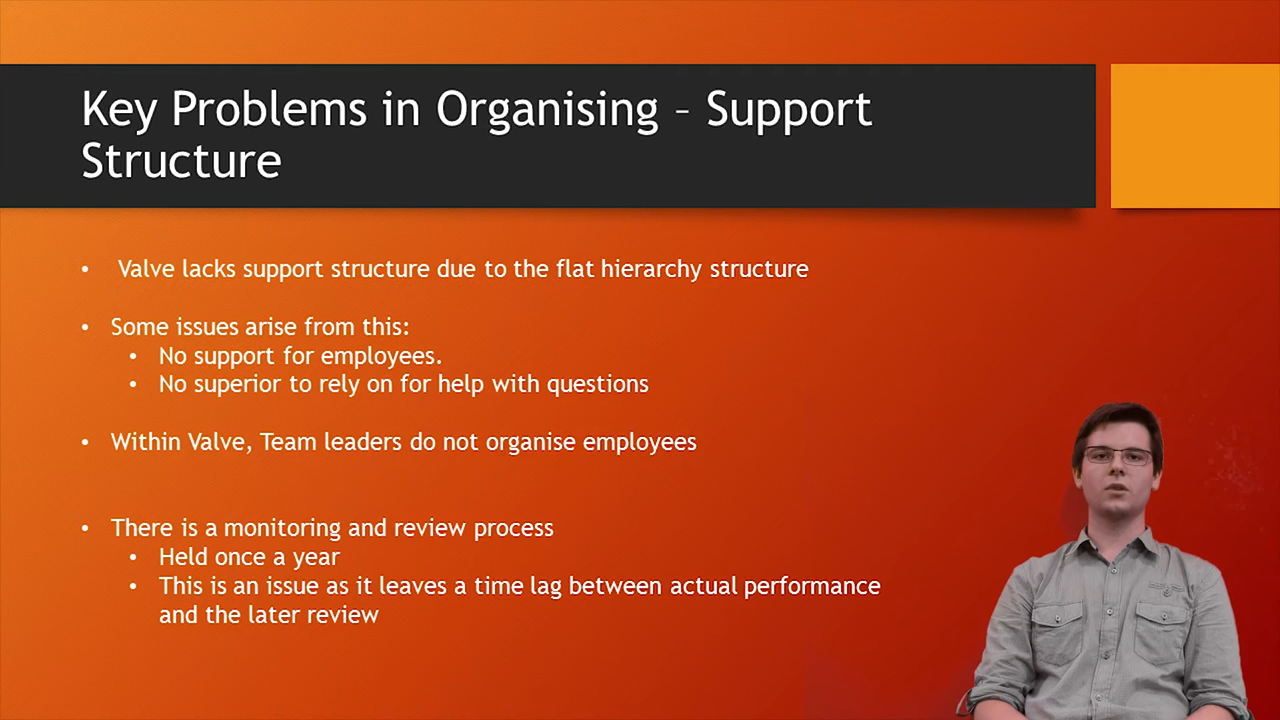 Key Problems in Organising – Support
Structure
• Valve lacks support structure due to the flat hierarchy structure
• Some issues arise from this:
• No support for employees.
• No superior to rely on for help with questions
• Within Valve, Team leaders do not organise employees
• There is a monitoring and review process
• Held once a year
• This is an issue as it leaves a time lag between actual performance
and the later review